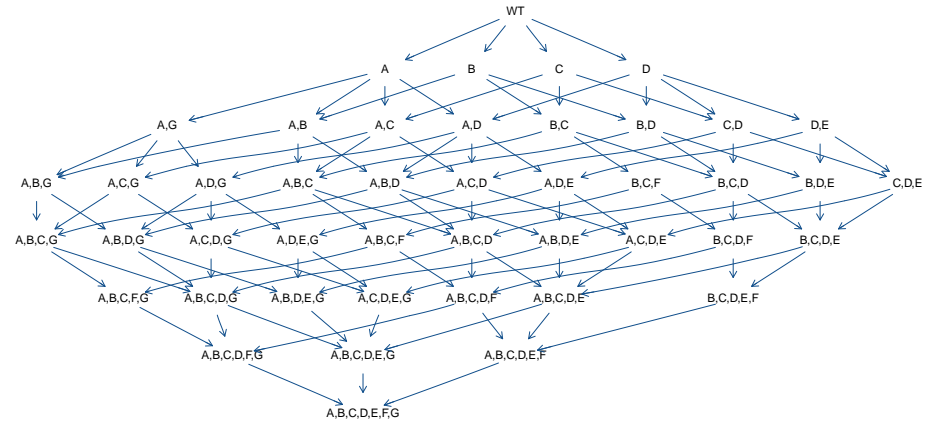 WT
A B C D
A,G A,B A,C A,D B,C B,D C,D D,E
A,B,G A,C,G A,D,G A,B,C A,B,D A,C,D A,D,E B,C,F B,C,D B,D,E C,D,E
A,B,C,G A,B,D,G A,C,D,G A,D,E,G A,B,C,F A,B,C,D A,B,D,E A,C,D,E B,C,D,F B,C,D,E
A,B,C,F,G A,B,C,D,G A,B,D,E,G A,C,D,E,G A,B,C,D,F A,B,C,D,E B,C,D,E,F
A,B,C,D,F,G A,B,C,D,E,G A,B,C,D,E,F
A,B,C,D,E,F,G